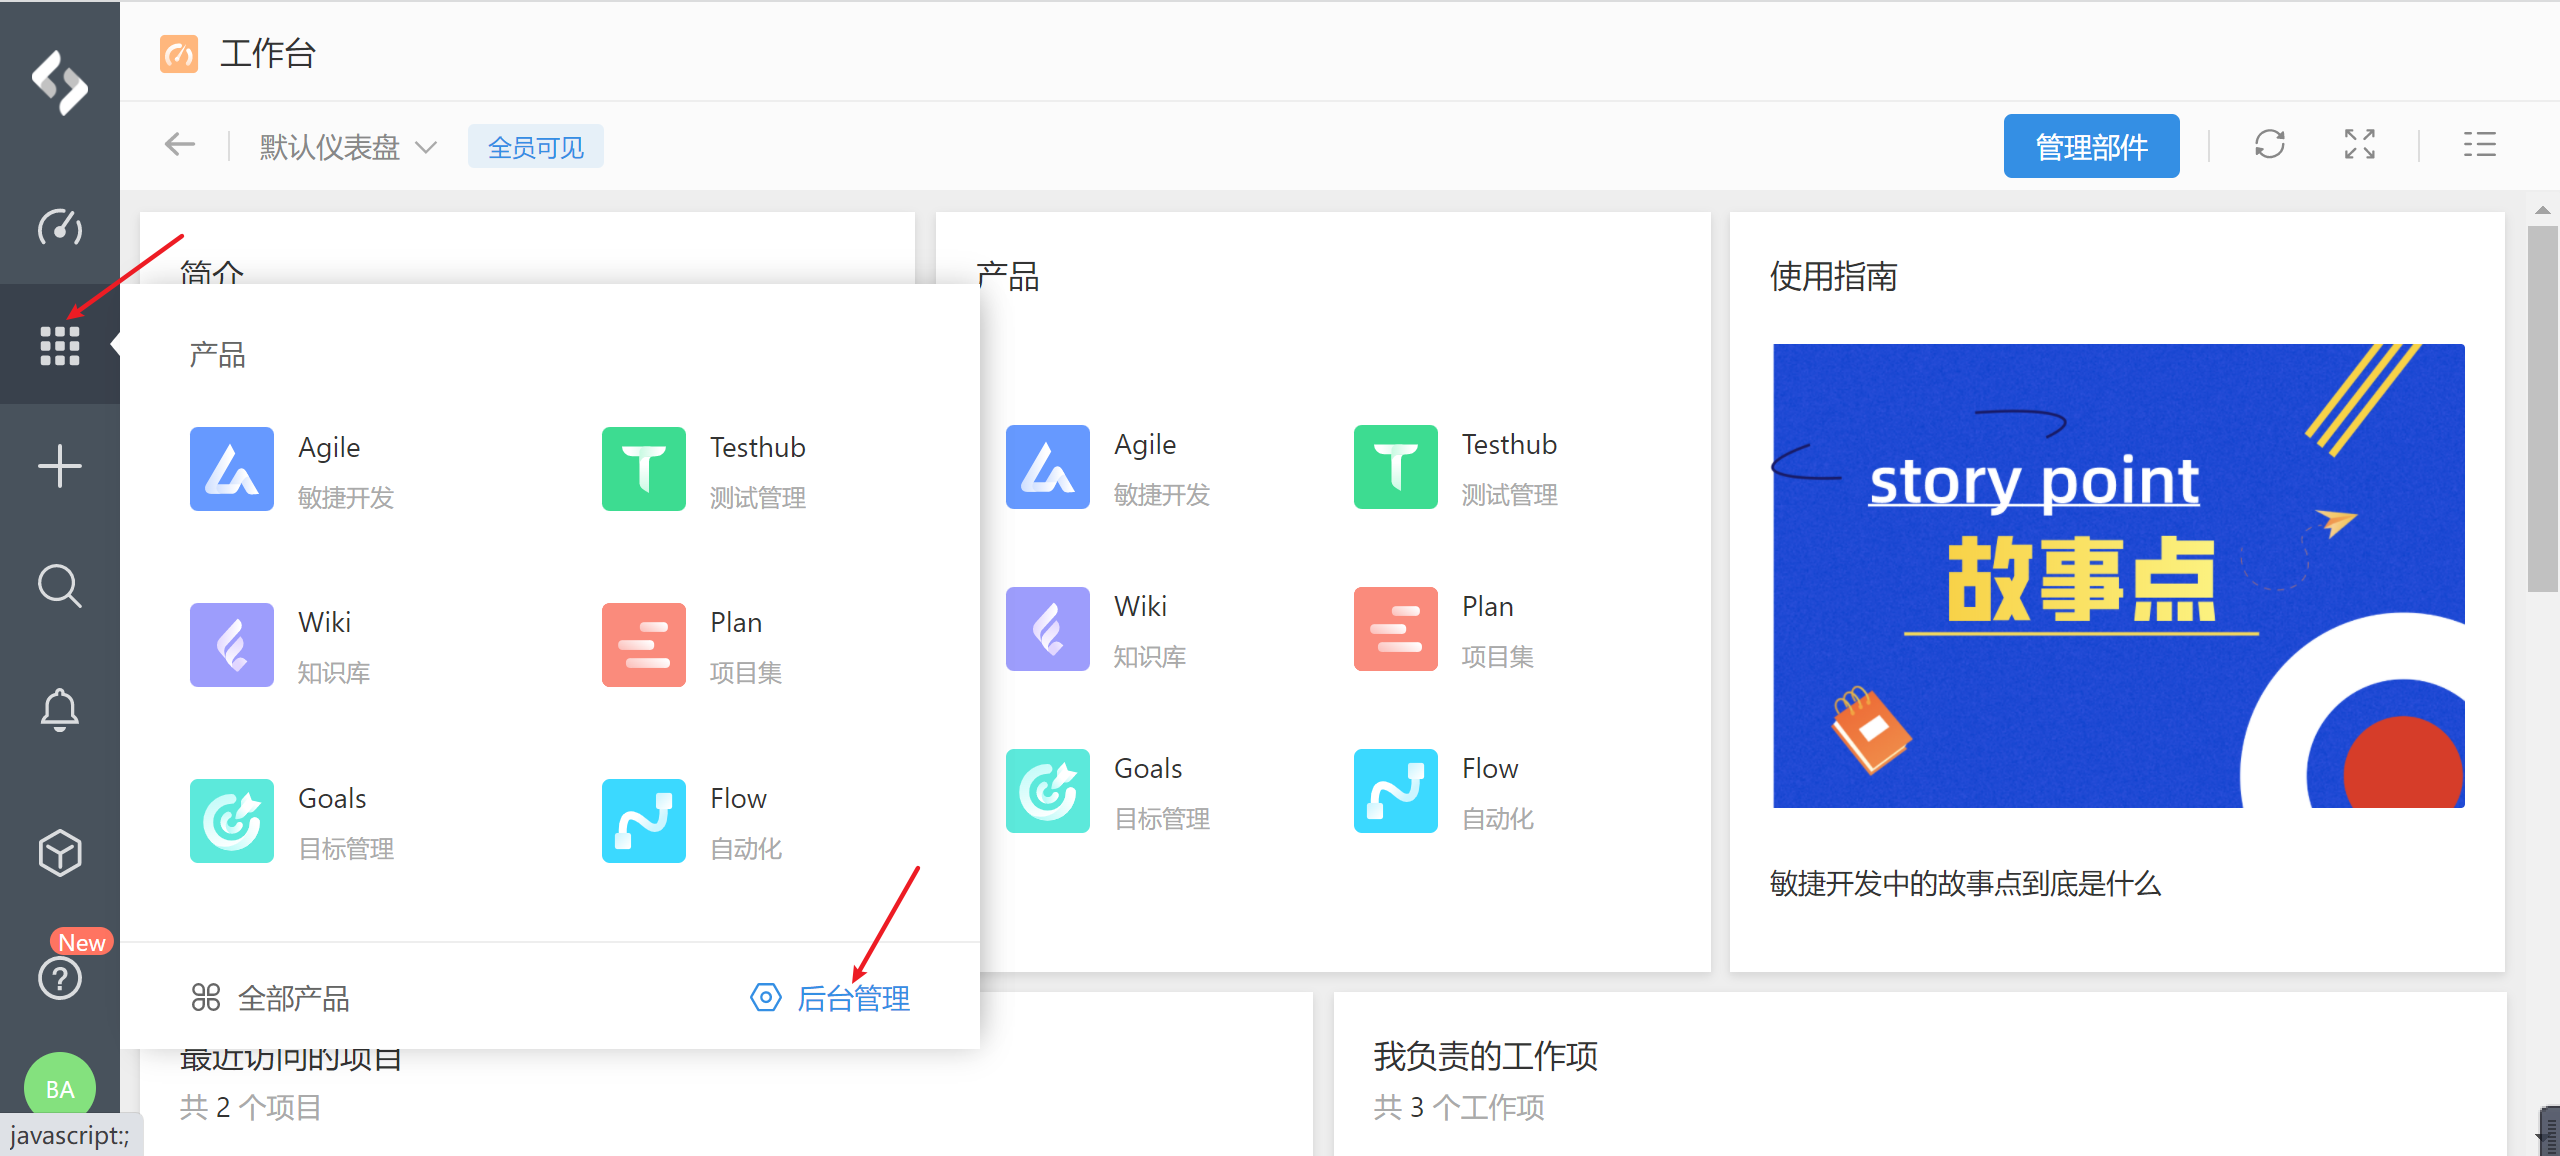 工作台
默认仪表盘
全员可见
管理部件
简介
产品
Agile
敏捷开发
Testhub
测试管理
Wiki
知识库
Plan
项目集
Goals
目标管理
Flow
自动化
全部产品
后台管理
产品
Agile
敏捷开发
Testhub
测试管理
Wiki
知识库
Plan
项目集
Goals
目标管理
Flow
自动化
使用指南
story point
故事点
敏捷开发中的故事点到底是什么
New
BA
最近访问的项目
共 2 个项目
我负责的工作项
共 3 个工作项
javascript:;